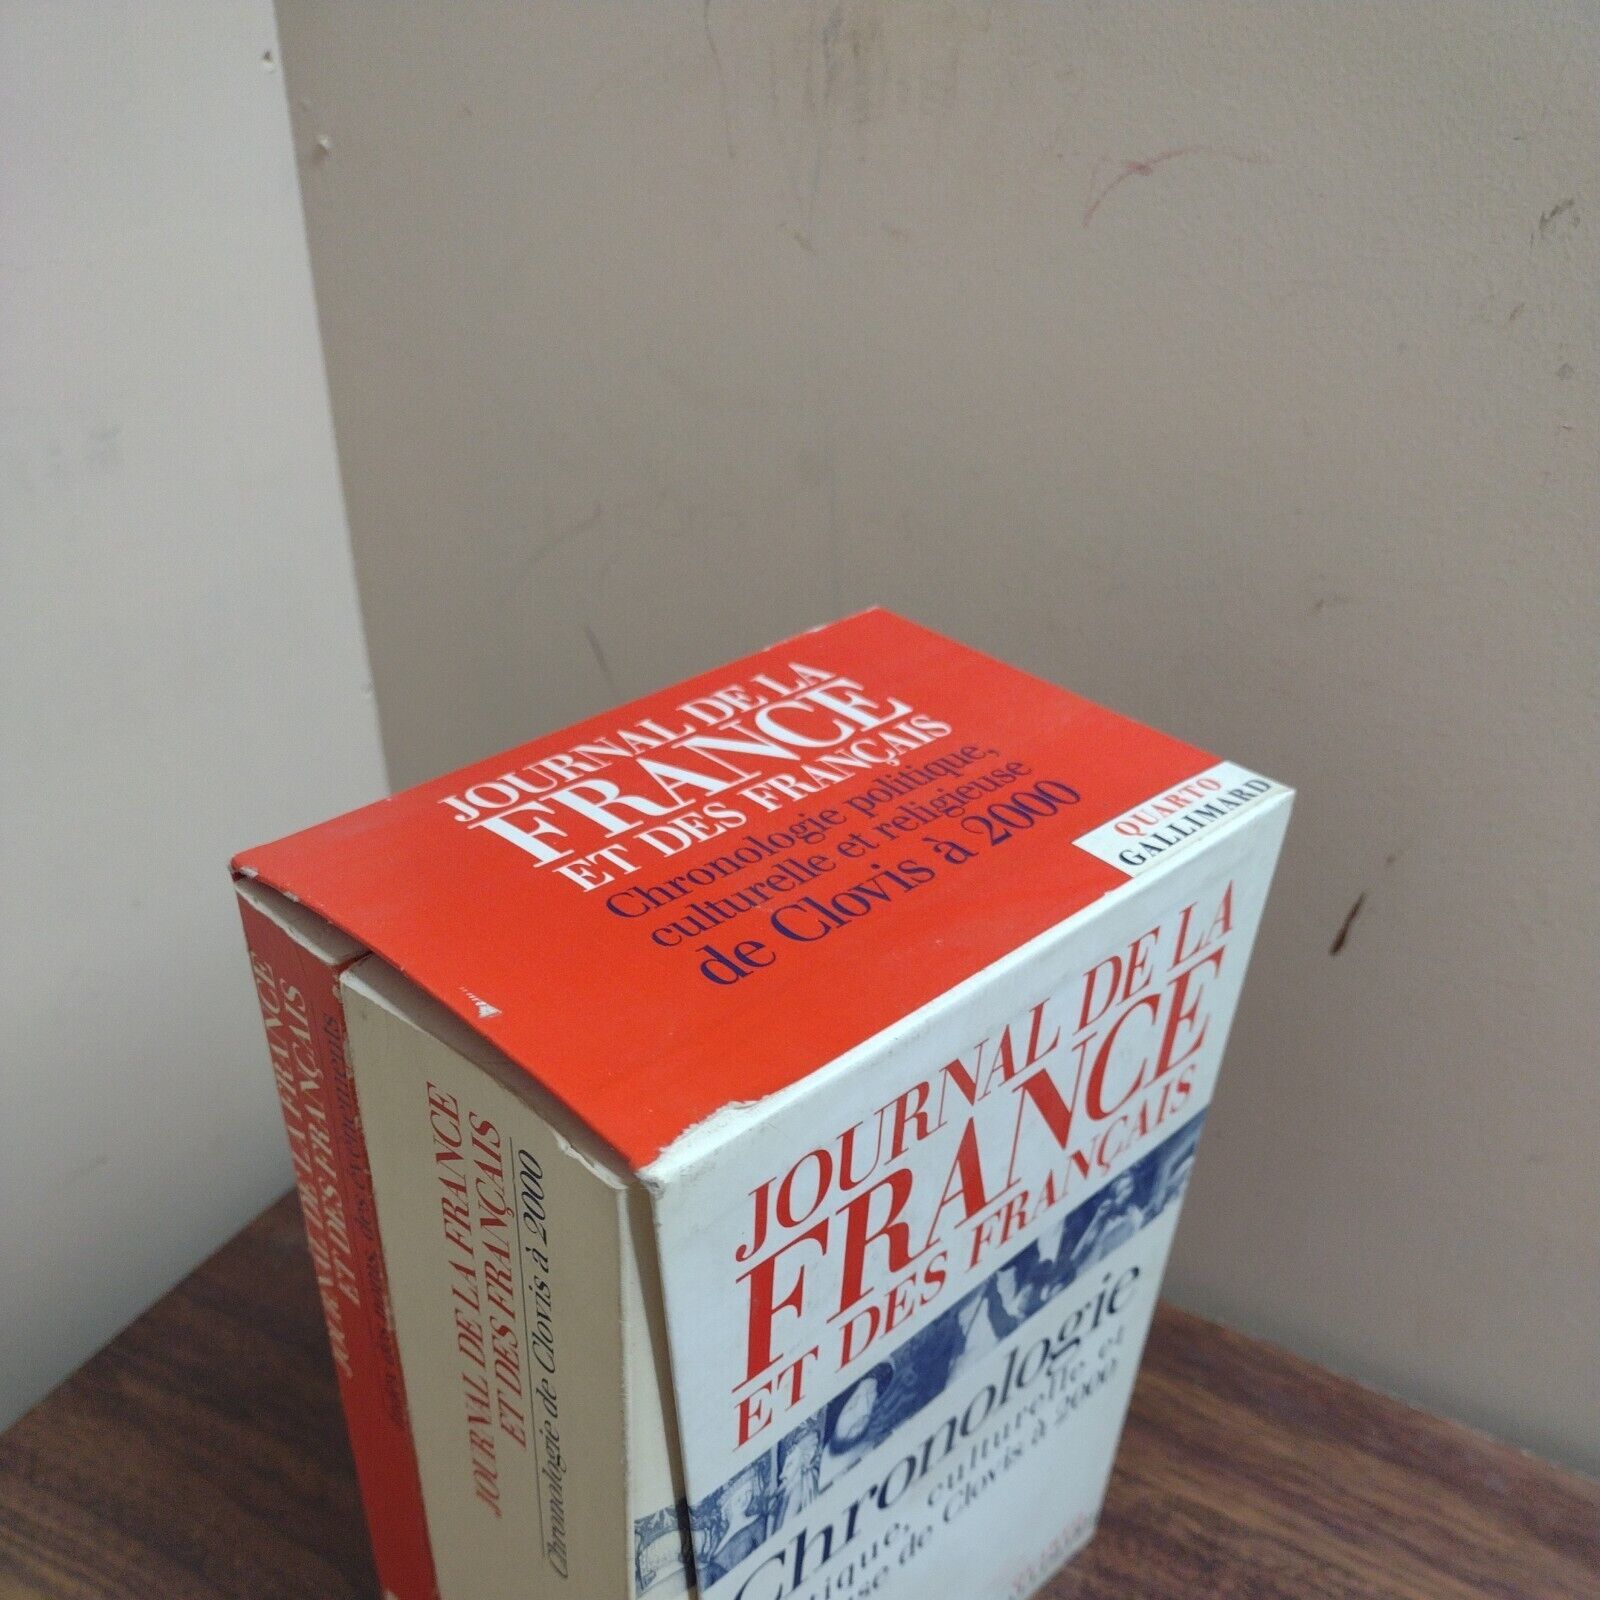 JOURNAL DE LA
FRANCE
ET DES FRANÇAIS
Chronologie politique,
culturelle et religieuse
de Clovis à 2000
QUARTO
GALLIMARD
JOURNAL DE LA FRANCE
ET DES FRANÇAIS
des événements
JOURNAL DE LA FRANCE
ET DES FRANÇAIS
Chronologie de Clovis à 2000
JOURNAL DE LA
FRANCE
ET DES FRANÇAIS
Chronologie
culturelle et
de Clovis à 2000